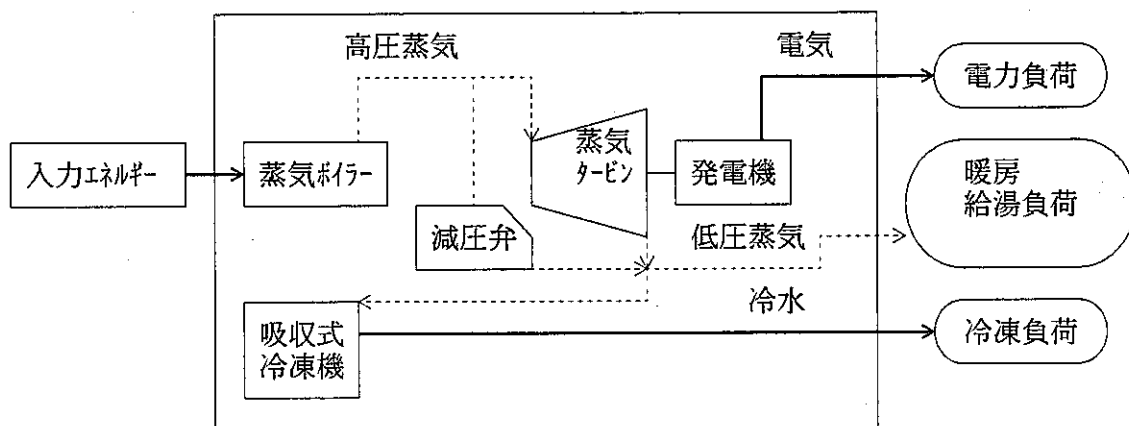 高圧蒸気
電気
電力負荷
入力エネルギー
蒸気ボイラー
蒸気
タービン
発電機
暖房
給湯負荷
減圧弁
低圧蒸気
冷水
吸収式
冷凍機
冷凍負荷